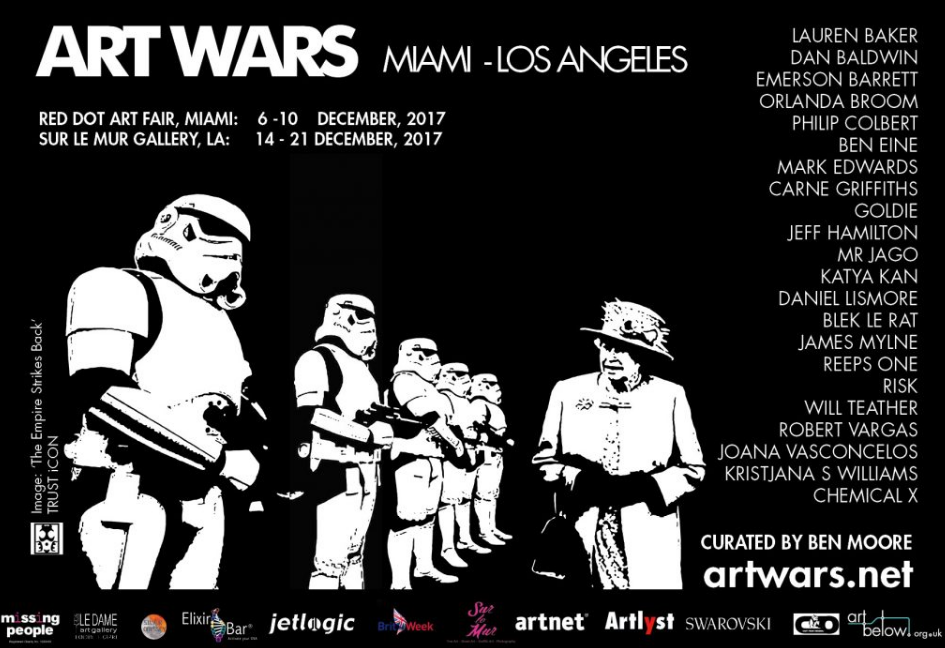 ART WARS MIAMI - LOS ANGELES
RED DOT ART FAIR, MIAMI: 6 -10 DECEMBER, 2017
SUR LE MUR GALLERY, LA: 14 - 21 DECEMBER, 2017
LAUREN BAKER
DAN BALDWIN
EMERSON BARRETT
ORLANDA BROOM
PHILIP COLBERT
BEN EINE
MARK EDWARDS
CARNE GRIFFITHS
GOLDIE
JEFF HAMILTON
MR JAGO
KATYA KAN
DANIEL LISMORE
BLEK LE RAT
JAMES MYLNE
REEPS ONE
RISK
WILL TEATHER
ROBERT VARGAS
JOANA VASCONCELOS
KRISTJANA S WILLIAMS
CHEMICAL X
Image: 'The Empire Strikes Back'
TRUST iCON
CURATED BY BEN MOORE
artwars.net
missing
people
LE DAME
art gallery
Elixir
Bar
jetlogic
BritWeek
Sur
le
Mur
artnet
Artlyst
SWAROVSKI
art
below.org.uk